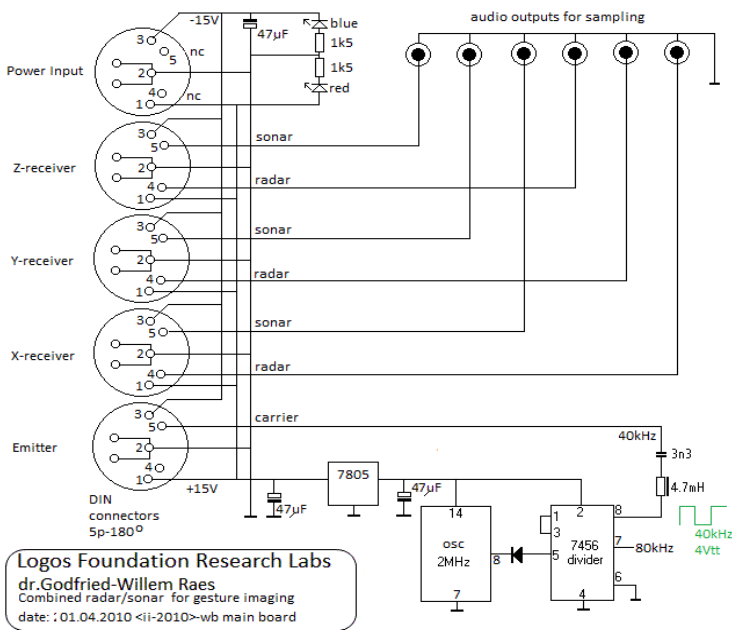 audio outputs for sampling
-15V
blue
47µF
1k5
1k5
red
Power Input
3
5
nc
2
4
nc
1
Z-receiver
3
5
sonar
2
4
radar
1
Y-receiver
3
5
sonar
2
4
radar
1
X-receiver
3
5
sonar
2
4
radar
1
Emitter
3
5
carrier
2
4
1
+15V
DIN
connectors
5p-180º
47µF
7805
47µF
14
osc
2MHz
8
7
1
3
5
2
7456
divider
4
8
7
6
80kHz
40kHz
3n3
4.7mH
40kHz
4Vtt
Logos Foundation Research Labs
dr.Godfried-Willem Raes
Combined radar/sonar for gesture imaging
date: :01.04.2010 <ii-2010>-wb main board